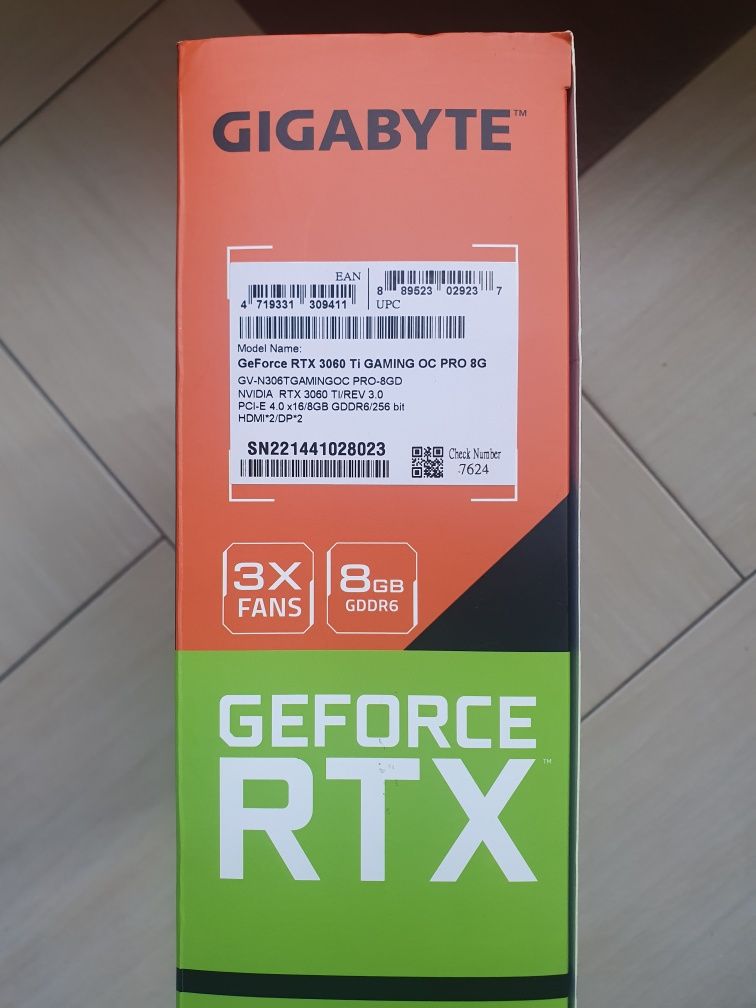 GIGABYTE™
EAN
4 719331 309411
8 89523 02923 7
UPC
Model Name:
GeForce RTX 3060 Ti GAMING OC PRO 8G
GV-N306TGAMINGOC PRO-8GD
NVIDIA RTX 3060 TI/REV 3.0
PCI-E 4.0 x16/8GB GDDR6/256 bit
HDMI*2/DP*2
SN221441028023
Check Number
7624
3X
FANS
8GB
GDDR6
GEFORCE
RTX™